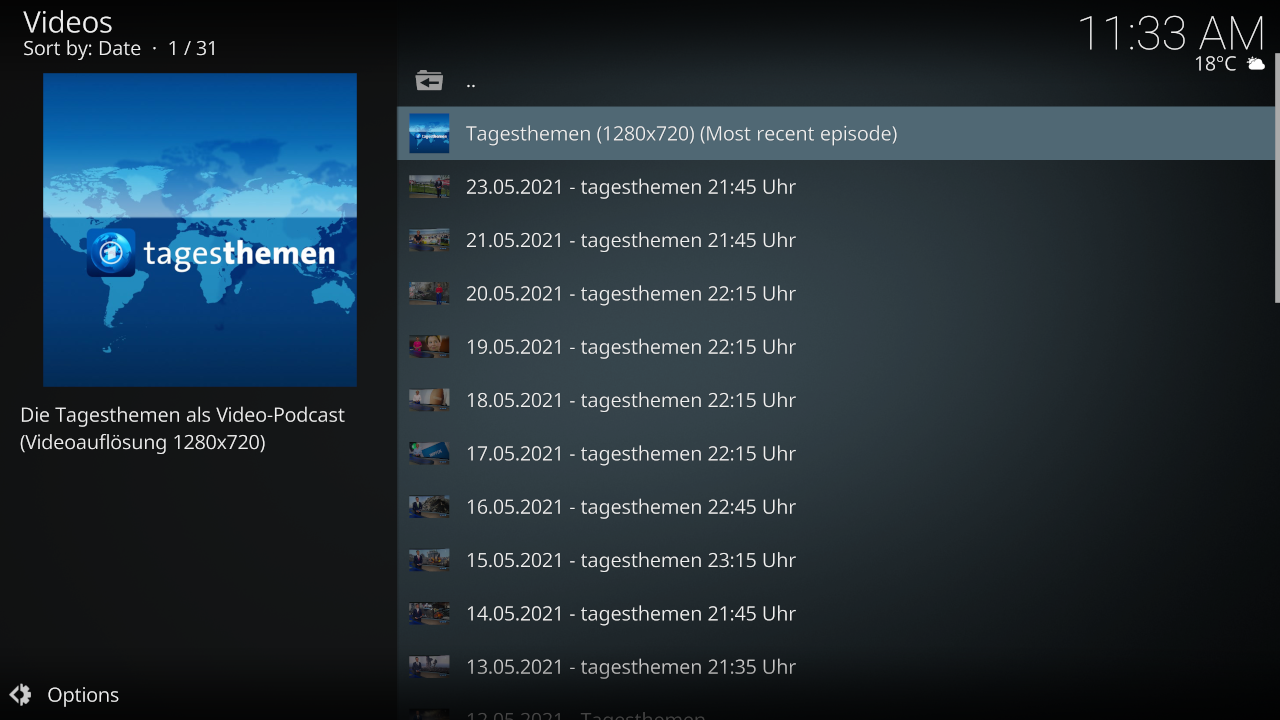 Videos
Sort by: Date · 1 / 31
11:33 AM
18°C
tagesthemen
Die Tagesthemen als Video-Podcast
(Videoauflösung 1280x720)
..
Tagesthemen (1280x720) (Most recent episode)
23.05.2021 - tagesthemen 21:45 Uhr
21.05.2021 - tagesthemen 21:45 Uhr
20.05.2021 - tagesthemen 22:15 Uhr
19.05.2021 - tagesthemen 22:15 Uhr
18.05.2021 - tagesthemen 22:15 Uhr
17.05.2021 - tagesthemen 22:15 Uhr
16.05.2021 - tagesthemen 22:45 Uhr
15.05.2021 - tagesthemen 23:15 Uhr
14.05.2021 - tagesthemen 21:45 Uhr
13.05.2021 - tagesthemen 21:35 Uhr
12.05.2021 - Tagesthemen
Options